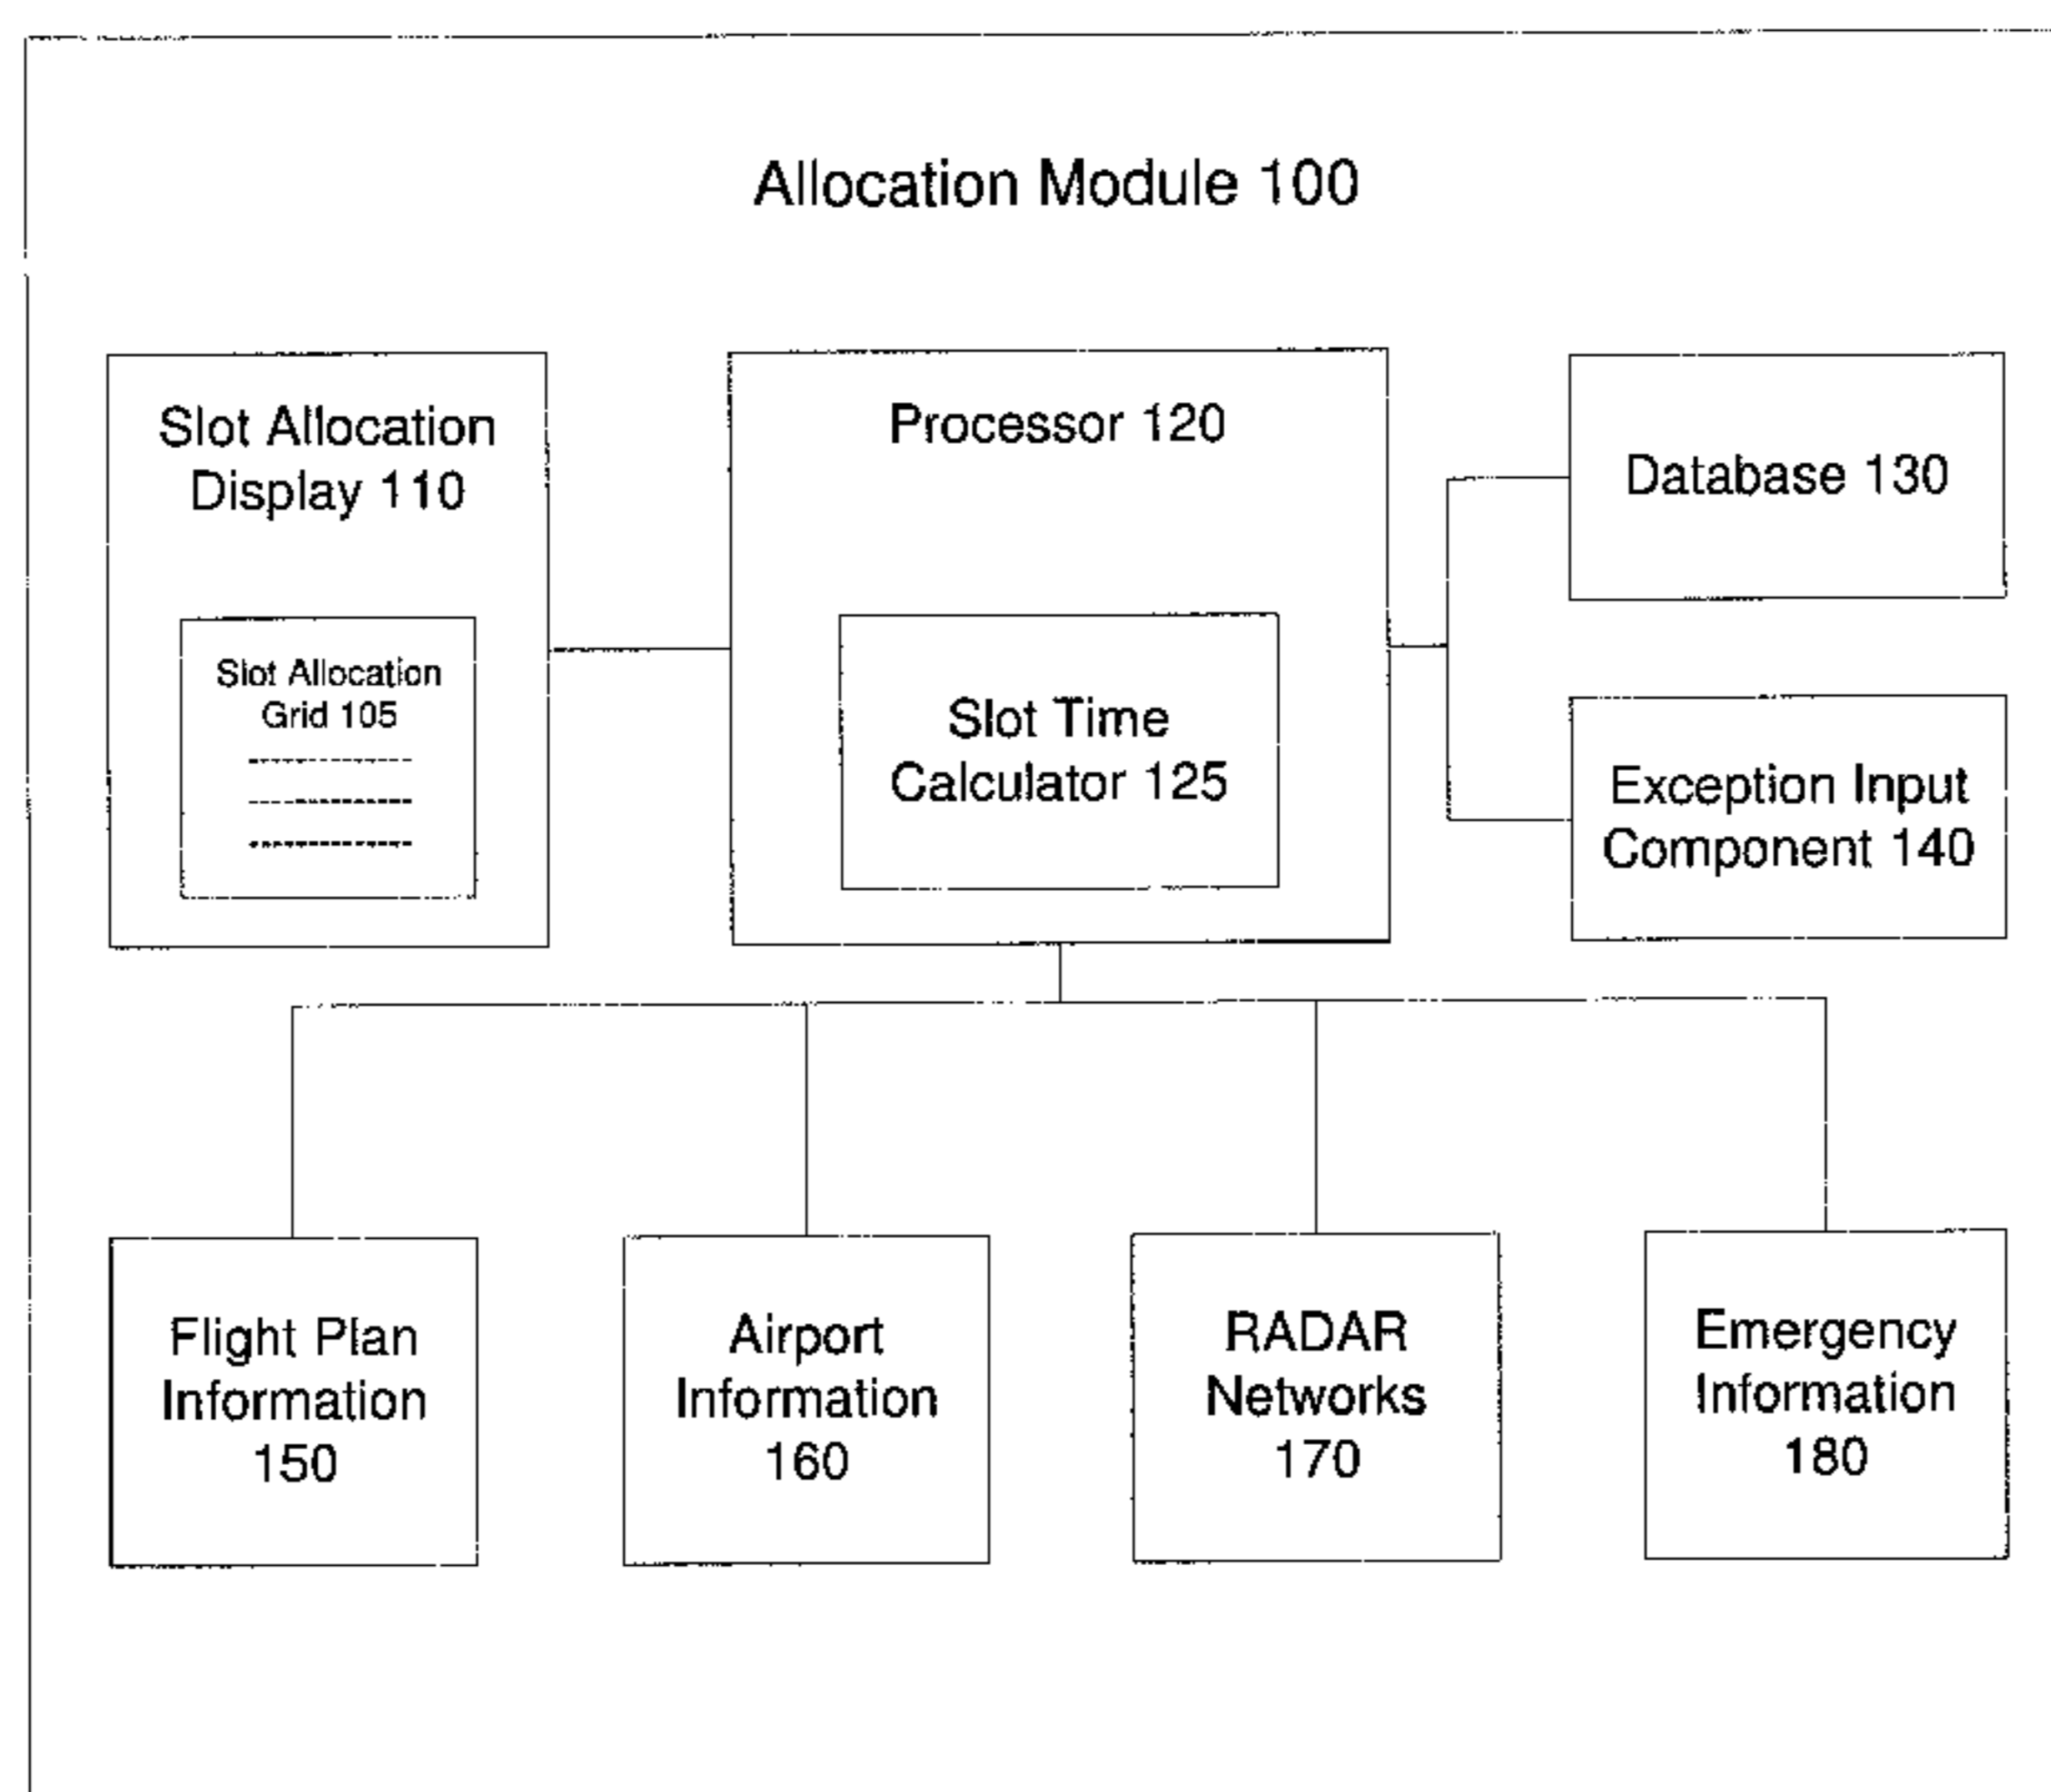 Allocation Module 100
Slot Allocation
Display 110
Slot Allocation
Grid 105
Processor 120
Slot Time
Calculator 125
Database 130
Exception Input
Component 140
Flight Plan
Information
150
Airport
Information
160
RADAR
Networks
170
Emergency
Information
180